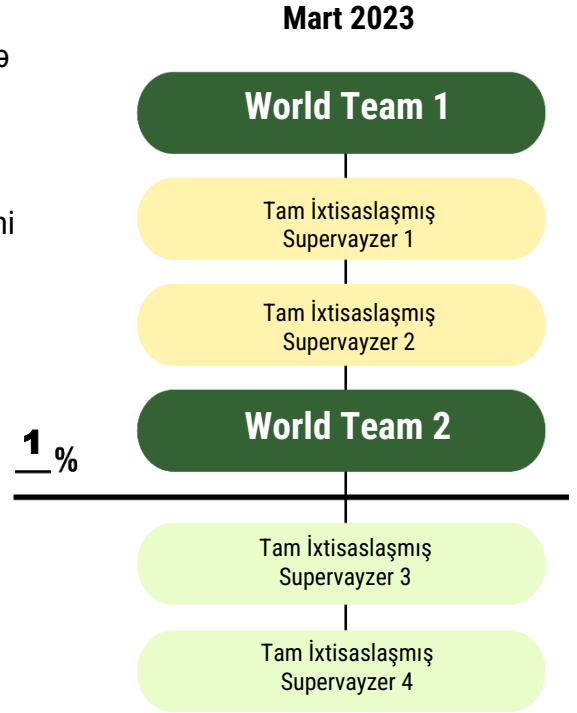 Mart 2023
ə
World Team 1
Tam İxtisaslaşmış
Supervayzer 1
ni
Tam İxtisaslaşmış
Supervayzer 2
World Team 2
1 %
Tam İxtisaslaşmış
Supervayzer 3
Tam İxtisaslaşmış
Supervayzer 4